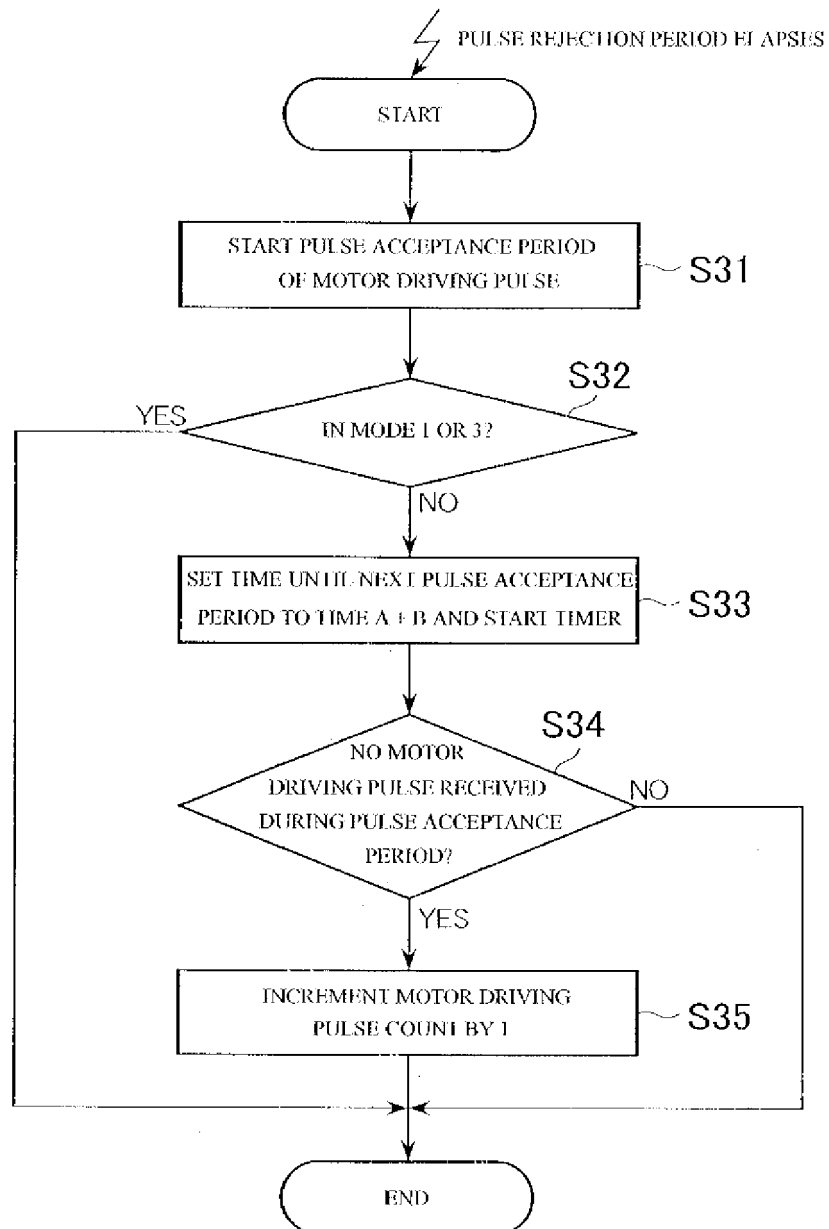 PULSE REJECTION PERIOD ELAPSES
START
START PULSE ACCEPTANCE PERIOD
OF MOTOR DRIVING PULSE
S31
S32
YES
IN MODE 1 OR 3?
NO
SET TIME UNTIL NEXT PULSE ACCEPTANCE
PERIOD TO TIME A + B AND START TIMER
S33
S34
NO MOTOR
DRIVING PULSE RECEIVED
DURING PULSE ACCEPTANCE
PERIOD?
NO
YES
INCREMENT MOTOR DRIVING
PULSE COUNT BY 1
S35
END